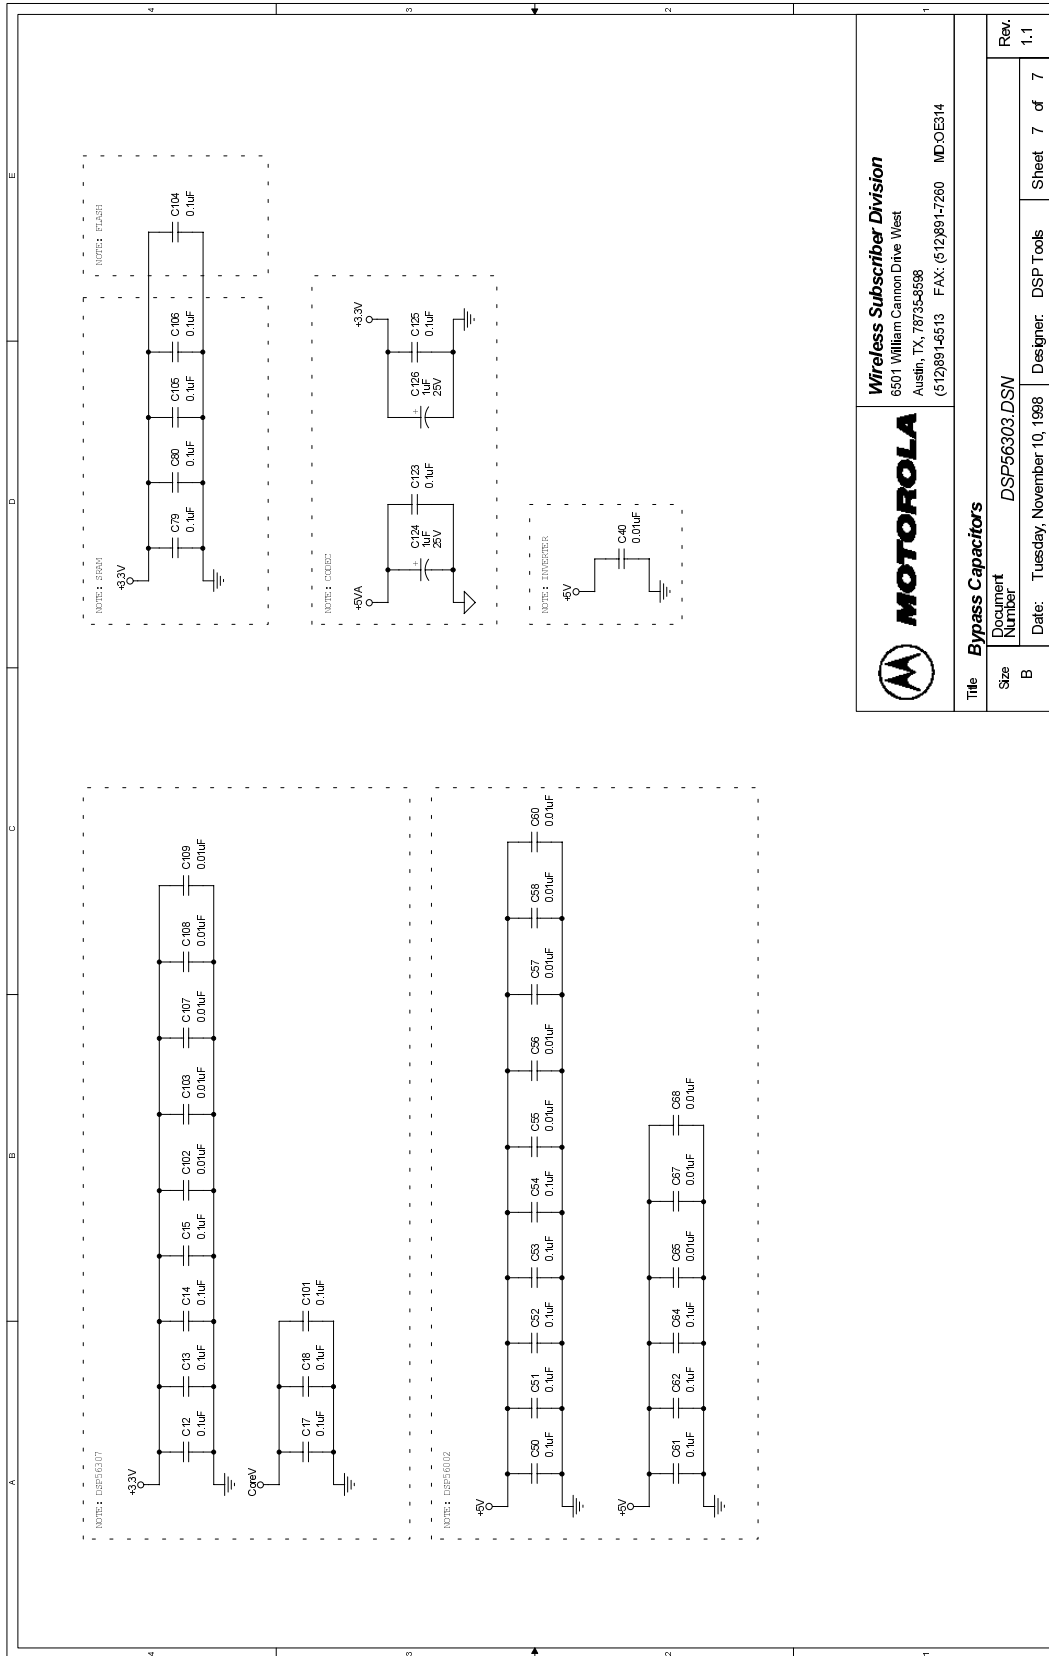 A
B
C
D
E
4
4
3
3
2
2
1
1
NOTE: DSP56307
+3.3V
C12
0.1uF
C13
0.1uF
C14
0.1uF
C15
0.1uF
C102
0.01uF
C103
0.01uF
C107
0.01uF
C108
0.01uF
C109
0.01uF
CoreV
C17
0.1uF
C18
0.1uF
C101
0.1uF
NOTE: DSP56002
+5V
C50
0.1uF
C51
0.1uF
C52
0.1uF
C53
0.1uF
C54
0.1uF
C55
0.01uF
C56
0.01uF
C57
0.01uF
C58
0.01uF
C60
0.01uF
+5V
C61
0.1uF
C62
0.1uF
C64
0.1uF
C65
0.01uF
C67
0.01uF
C68
0.01uF
NOTE: SRAM
+3.3V
C79
0.1uF
C80
0.1uF
C105
0.1uF
C106
0.1uF
NOTE: FLASH
C104
0.1uF
NOTE: CODEC
+5VA
C124
1uF
25V
+
C123
0.1uF
+3.3V
C126
1uF
25V
+
C125
0.1uF
NOTE: INVERTER
+5V
C40
0.01uF
MOTOROLA
Wireless Subscriber Division
6501 William Cannon Drive West
Austin, TX, 78735-8598
(512)891-6513 FAX: (512)891-7260 MD:OE314
Title Bypass Capacitors
Size
B
Document
Number
DSP56303.DSN
Rev.
1.1
Date: Tuesday, November 10, 1998
Designer: DSP Tools
Sheet 7 of 7